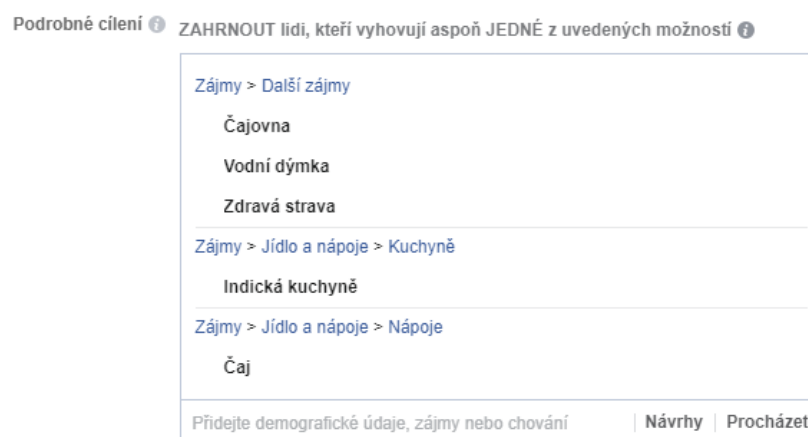 Podrobné cílení
ZAHRNOUT lidi, kteří vyhovují aspoň JEDNÉ z uvedených možností
Zájmy > Další zájmy
Čajovna
Vodní dýmka
Zdravá strava
Zájmy > Jídlo a nápoje > Kuchyně
Indická kuchyně
Zájmy > Jídlo a nápoje > Nápoje
Čaj
Přidejte demografické údaje, zájmy nebo chování | Návrhy | Procházet